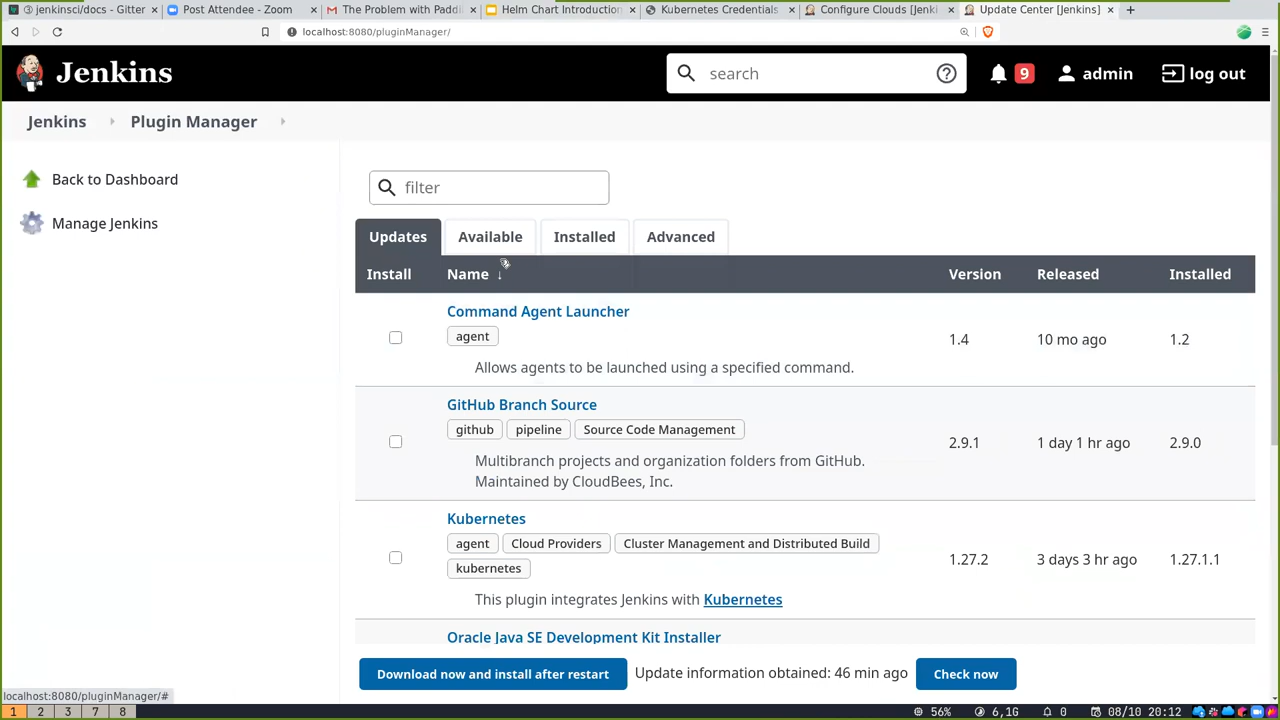 ③ jenkinsci/docs - Gitter
Post Attendee - Zoom
The Problem with Paddi
Helm Chart Introduction
Kubernetes Credentials
Configure Clouds [Jenki
Update Center [Jenkins]
localhost:8080/pluginManager/
Jenkins
search
9
admin
log out
Jenkins
Plugin Manager
Back to Dashboard
Manage Jenkins
filter
Updates
Available
Installed
Advanced
Install
Name ↓
Version
Released
Installed
Command Agent Launcher
agent
Allows agents to be launched using a specified command.
1.4
10 mo ago
1.2
GitHub Branch Source
github
pipeline
Source Code Management
Multibranch projects and organization folders from GitHub.
Maintained by CloudBees, Inc.
2.9.1
1 day 1 hr ago
2.9.0
Kubernetes
agent
Cloud Providers
Cluster Management and Distributed Build
kubernetes
This plugin integrates Jenkins with Kubernetes
1.27.2
3 days 3 hr ago
1.27.1.1
Oracle Java SE Development Kit Installer
Download now and install after restart
Update information obtained: 46 min ago
Check now
localhost:8080/pluginManager/#
1 2 3 7 8
56%
6,1G
0
08/10 20:12